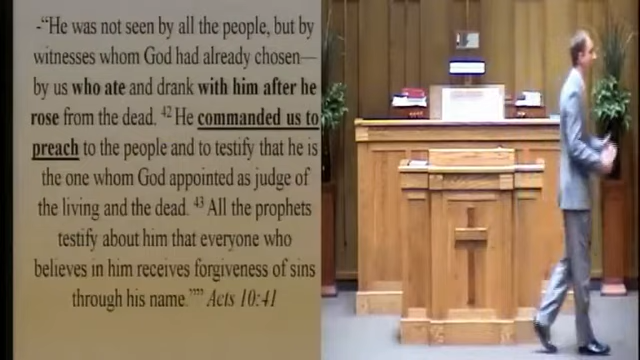 -“He was not seen by all the people, but by
witnesses whom God had already chosen—
by us who ate and drank with him after he
rose from the dead. 42 He commanded us to
preach to the people and to testify that he is
the one whom God appointed as judge of
the living and the dead. 43 All the prophets
testify about him that everyone who
believes in him receives forgiveness of sins
through his name.”” Acts 10:41